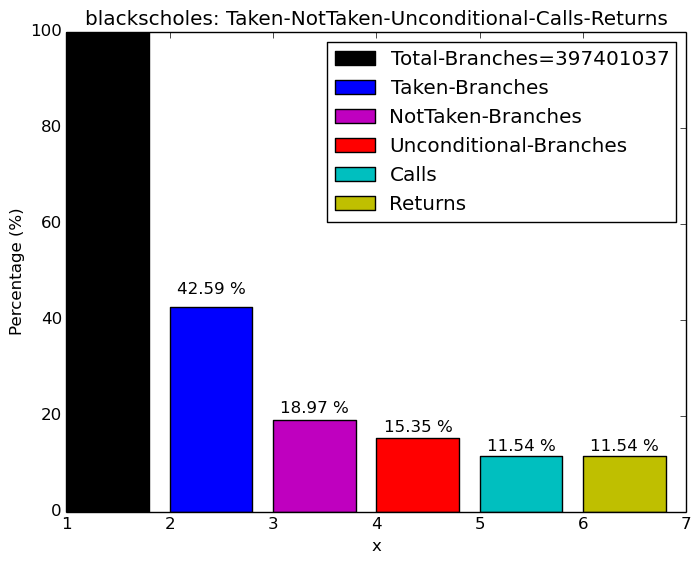 blackscholes: Taken-NotTaken-Unconditional-Calls-Returns
Percentage (%)
100
80
60
40
20
0
Total-Branches=397401037
Taken-Branches
NotTaken-Branches
Unconditional-Branches
Calls
Returns
42.59 %
18.97 %
15.35 %
11.54 %
11.54 %
1 2 3 4 5 6 7
x